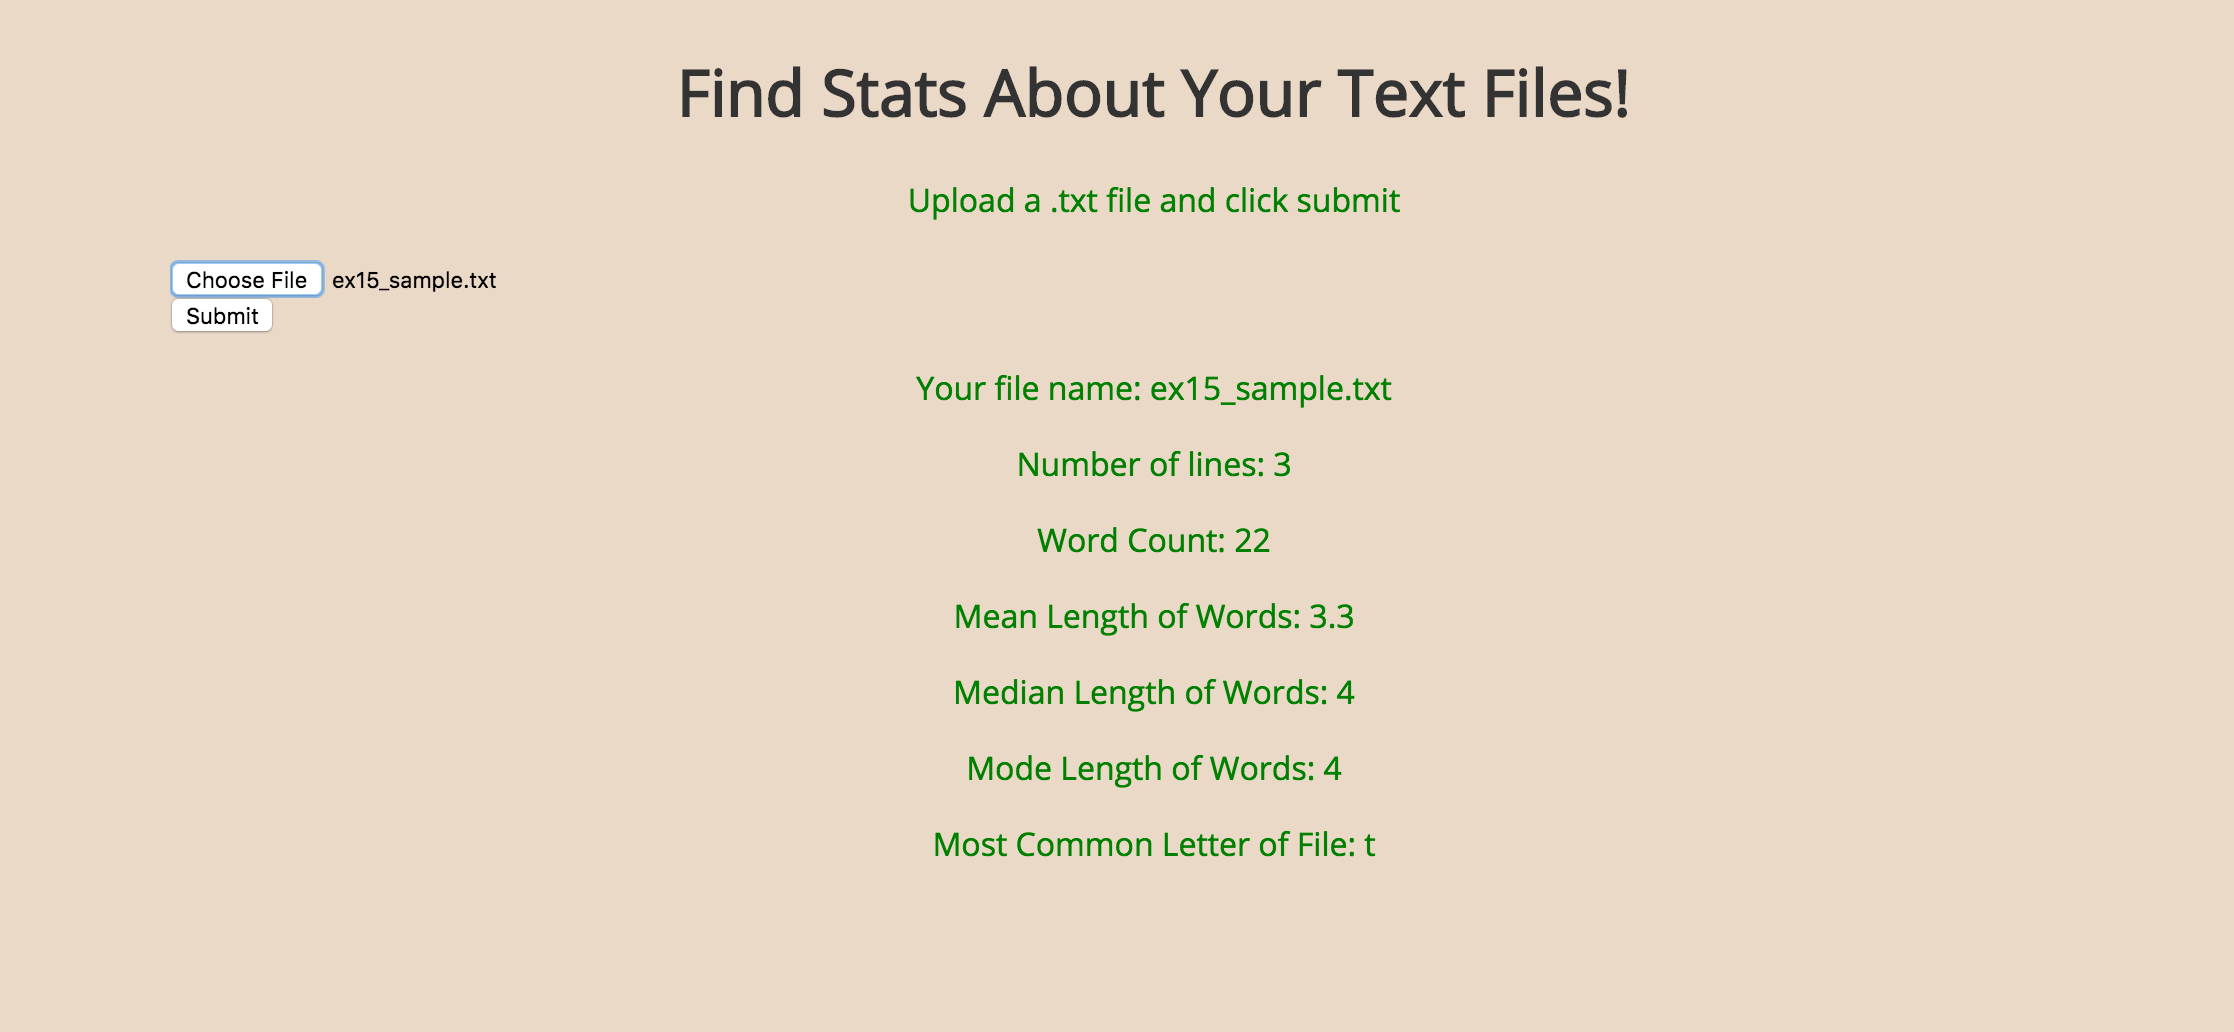 Find Stats About Your Text Files!
Upload a .txt file and click submit
Choose File ex15_sample.txt
Submit
Your file name: ex15_sample.txt
Number of lines: 3
Word Count: 22
Mean Length of Words: 3.3
Median Length of Words: 4
Mode Length of Words: 4
Most Common Letter of File: t